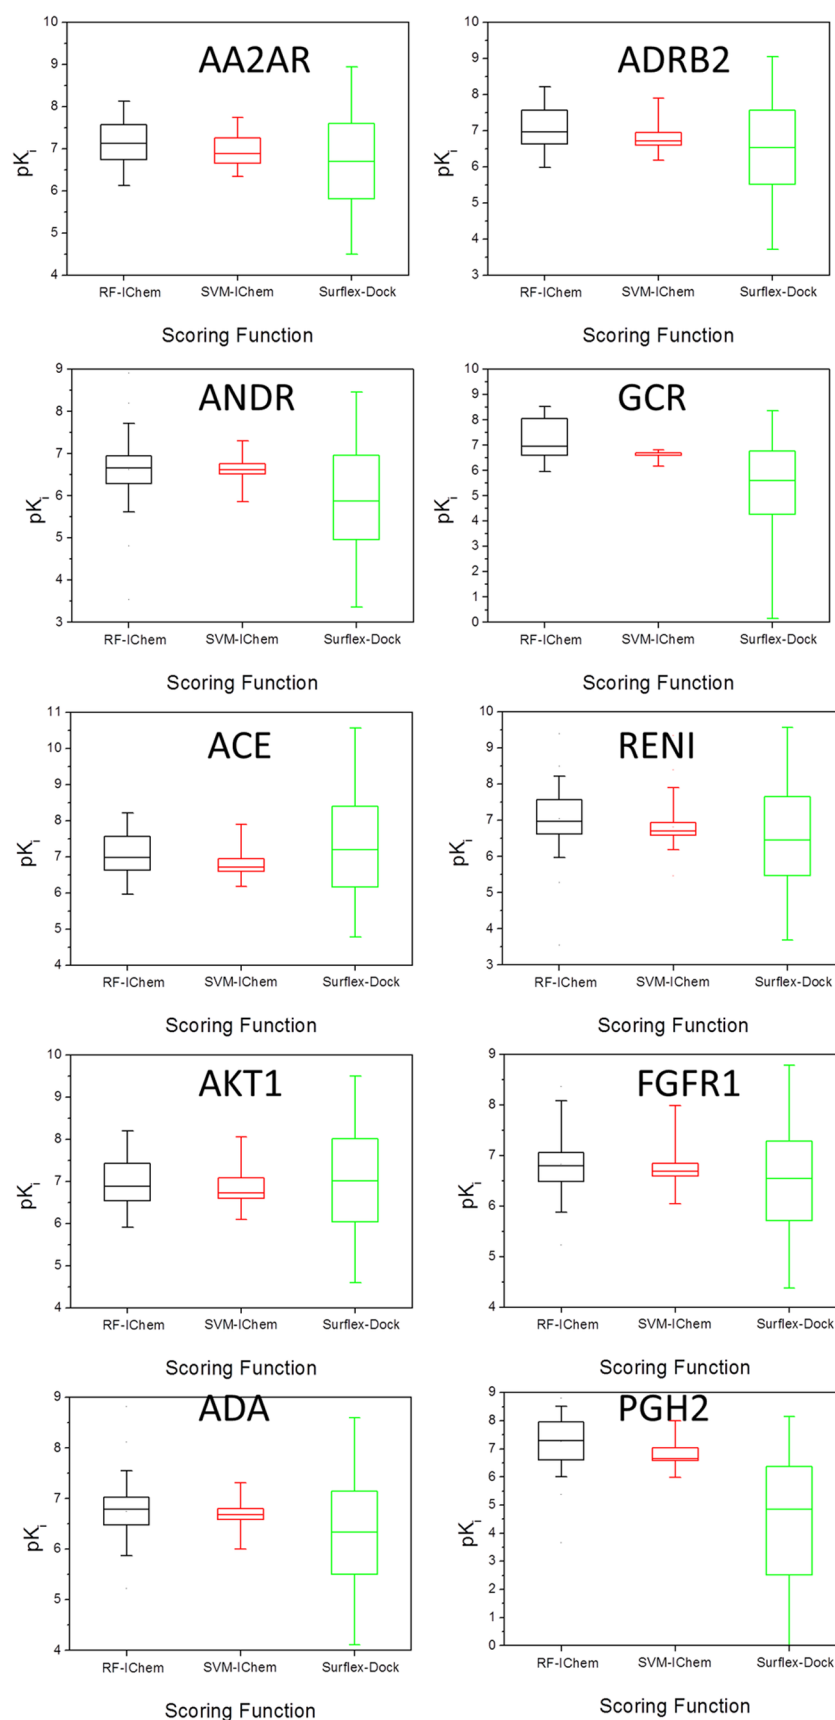 AA2AR
10
9
8
7
6
5
4
pKi
RF-IChem SVM-IChem Surflex-Dock
Scoring Function
ADRB2
10
9
8
7
6
5
4
3
pKi
RF-IChem SVM-IChem Surflex-Dock
Scoring Function
ANDR
9
8
7
6
5
4
3
pKi
RF-IChem SVM-IChem Surflex-Dock
Scoring Function
GCR
10
9
8
7
6
5
4
3
2
1
0
pKi
RF-IChem SVM-IChem Surflex-Dock
Scoring Function
ACE
11
10
9
8
7
6
5
4
pKi
RF-IChem SVM-IChem Surflex-Dock
Scoring Function
RENI
10
9
8
7
6
5
4
3
pKi
RF-IChem SVM-IChem Surflex-Dock
Scoring Function
AKT1
10
9
8
7
6
5
4
pKi
RF-IChem SVM-IChem Surflex-Dock
Scoring Function
FGFR1
9
8
7
6
5
4
pKi
RF-IChem SVM-IChem Surflex-Dock
Scoring Function
ADA
9
8
7
6
5
4
pKi
RF-IChem SVM-IChem Surflex-Dock
Scoring Function
PGH2
9
8
7
6
5
4
3
2
1
0
pKi
RF-IChem SVM-IChem Surflex-Dock
Scoring Function